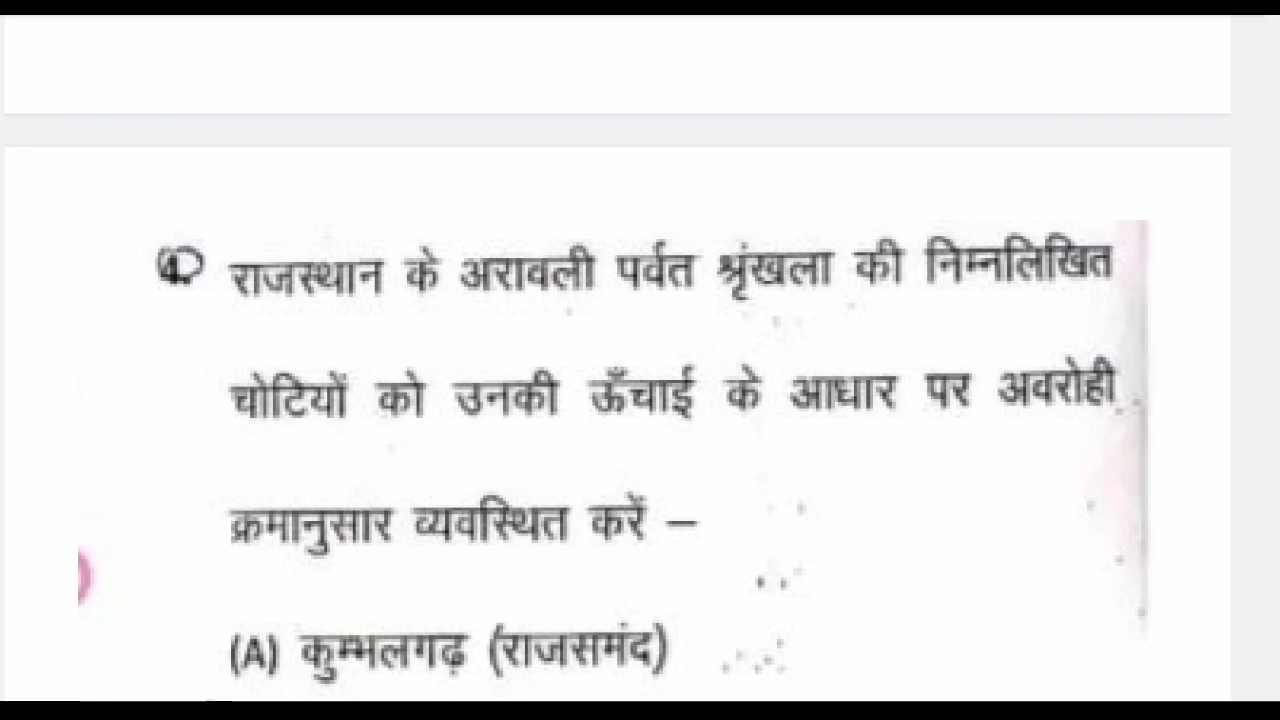 4. राजस्थान के अरावली पर्वत श्रृंखला की निम्नलिखित
चोटियों को उनकी ऊँचाई के आधार पर अवरोही
क्रमानुसार व्यवस्थित करें –
(A) कुम्भलगढ़ (राजसमंद)